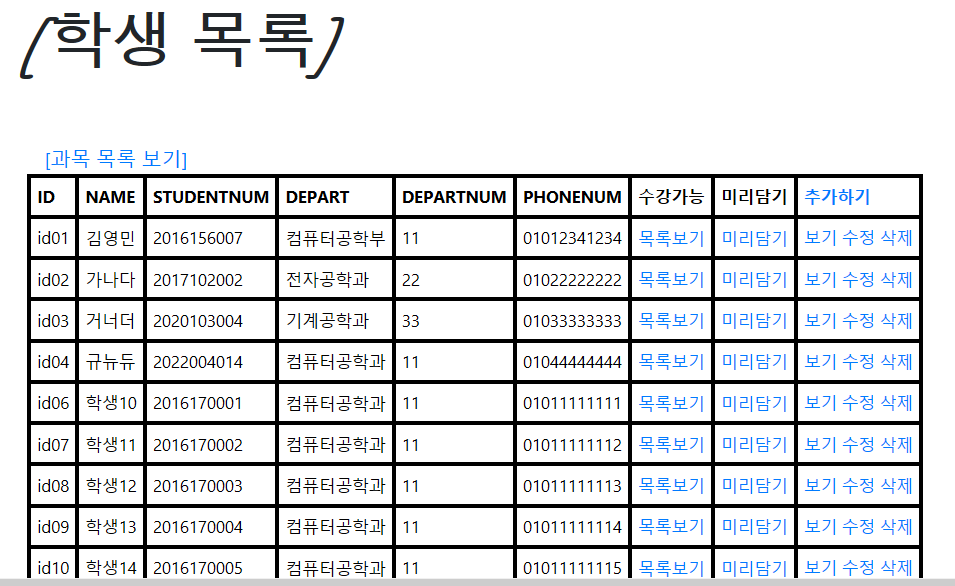 [학생 목록]
[과목 목록 보기]
ID NAME STUDENTNUM DEPART DEPARTNUM PHONENUM 수강가능 미리담기 추가하기
id01 김영민 2016156007 컴퓨터공학부 11 01012341234 목록보기 미리담기 보기 수정 삭제
id02 가나다 2017102002 전자공학과 22 01022222222 목록보기 미리담기 보기 수정 삭제
id03 거너더 2020103004 기계공학과 33 01033333333 목록보기 미리담기 보기 수정 삭제
id04 규뉴듀 2022004014 컴퓨터공학과 11 01044444444 목록보기 미리담기 보기 수정 삭제
id06 학생10 2016170001 컴퓨터공학과 11 01011111111 목록보기 미리담기 보기 수정 삭제
id07 학생11 2016170002 컴퓨터공학과 11 01011111112 목록보기 미리담기 보기 수정 삭제
id08 학생12 2016170003 컴퓨터공학과 11 01011111113 목록보기 미리담기 보기 수정 삭제
id09 학생13 2016170004 컴퓨터공학과 11 01011111114 목록보기 미리담기 보기 수정 삭제
id10 학생14 2016170005 컴퓨터공학과 11 01011111115 목록보기 미리담기 보기 수정 삭제